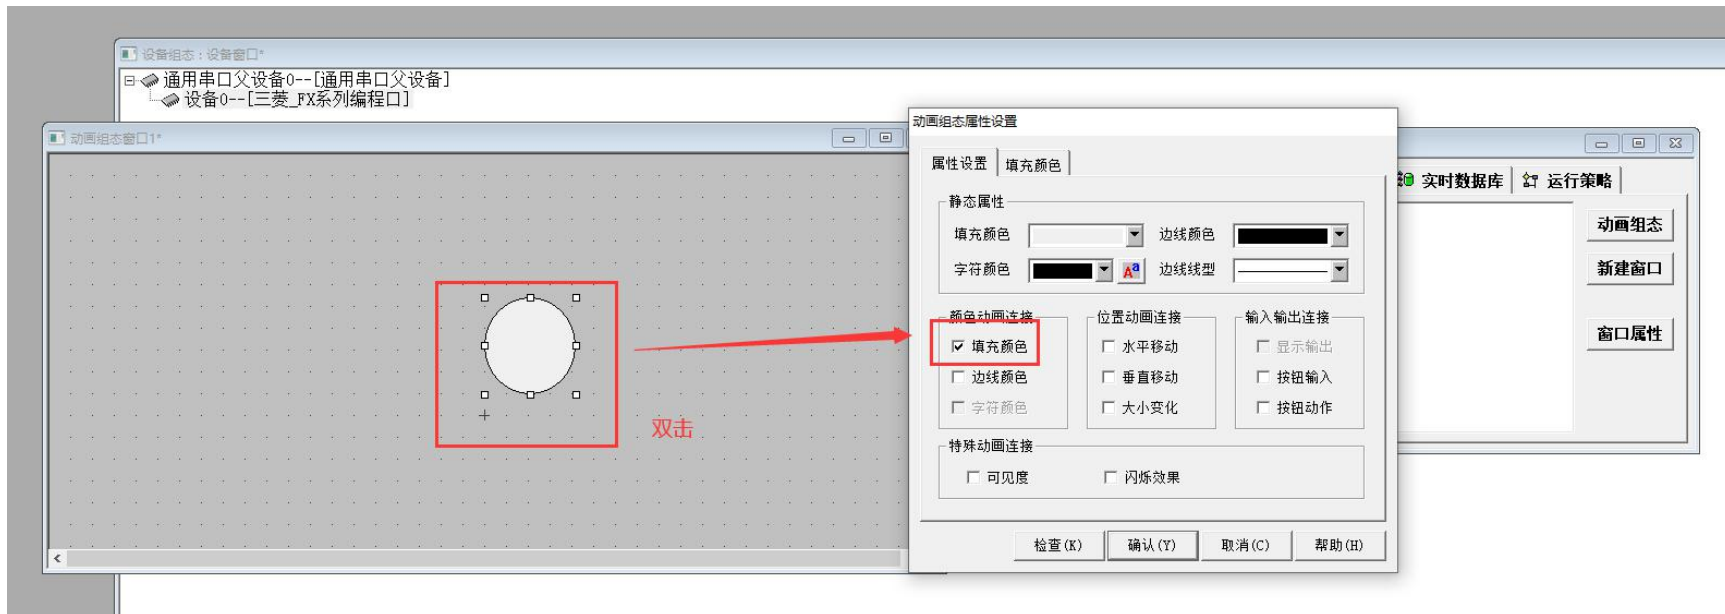 设备组态：设备窗口*
通用串口父设备0--[通用串口父设备]
设备0--[三菱_FX系列编程口]
动画组态窗口1*
双击
动画组态属性设置
属性设置
填充颜色
静态属性
填充颜色
边线颜色
字符颜色
Aa
边线线型
颜色动画连接
位置动画连接
输入输出连接
填充颜色
水平移动
显示输出
边线颜色
垂直移动
按钮输入
字符颜色
大小变化
按钮动作
特殊动画连接
可见度
闪烁效果
检查(K)
确认(Y)
取消(C)
帮助(H)
实时数据库
运行策略
动画组态
新建窗口
窗口属性